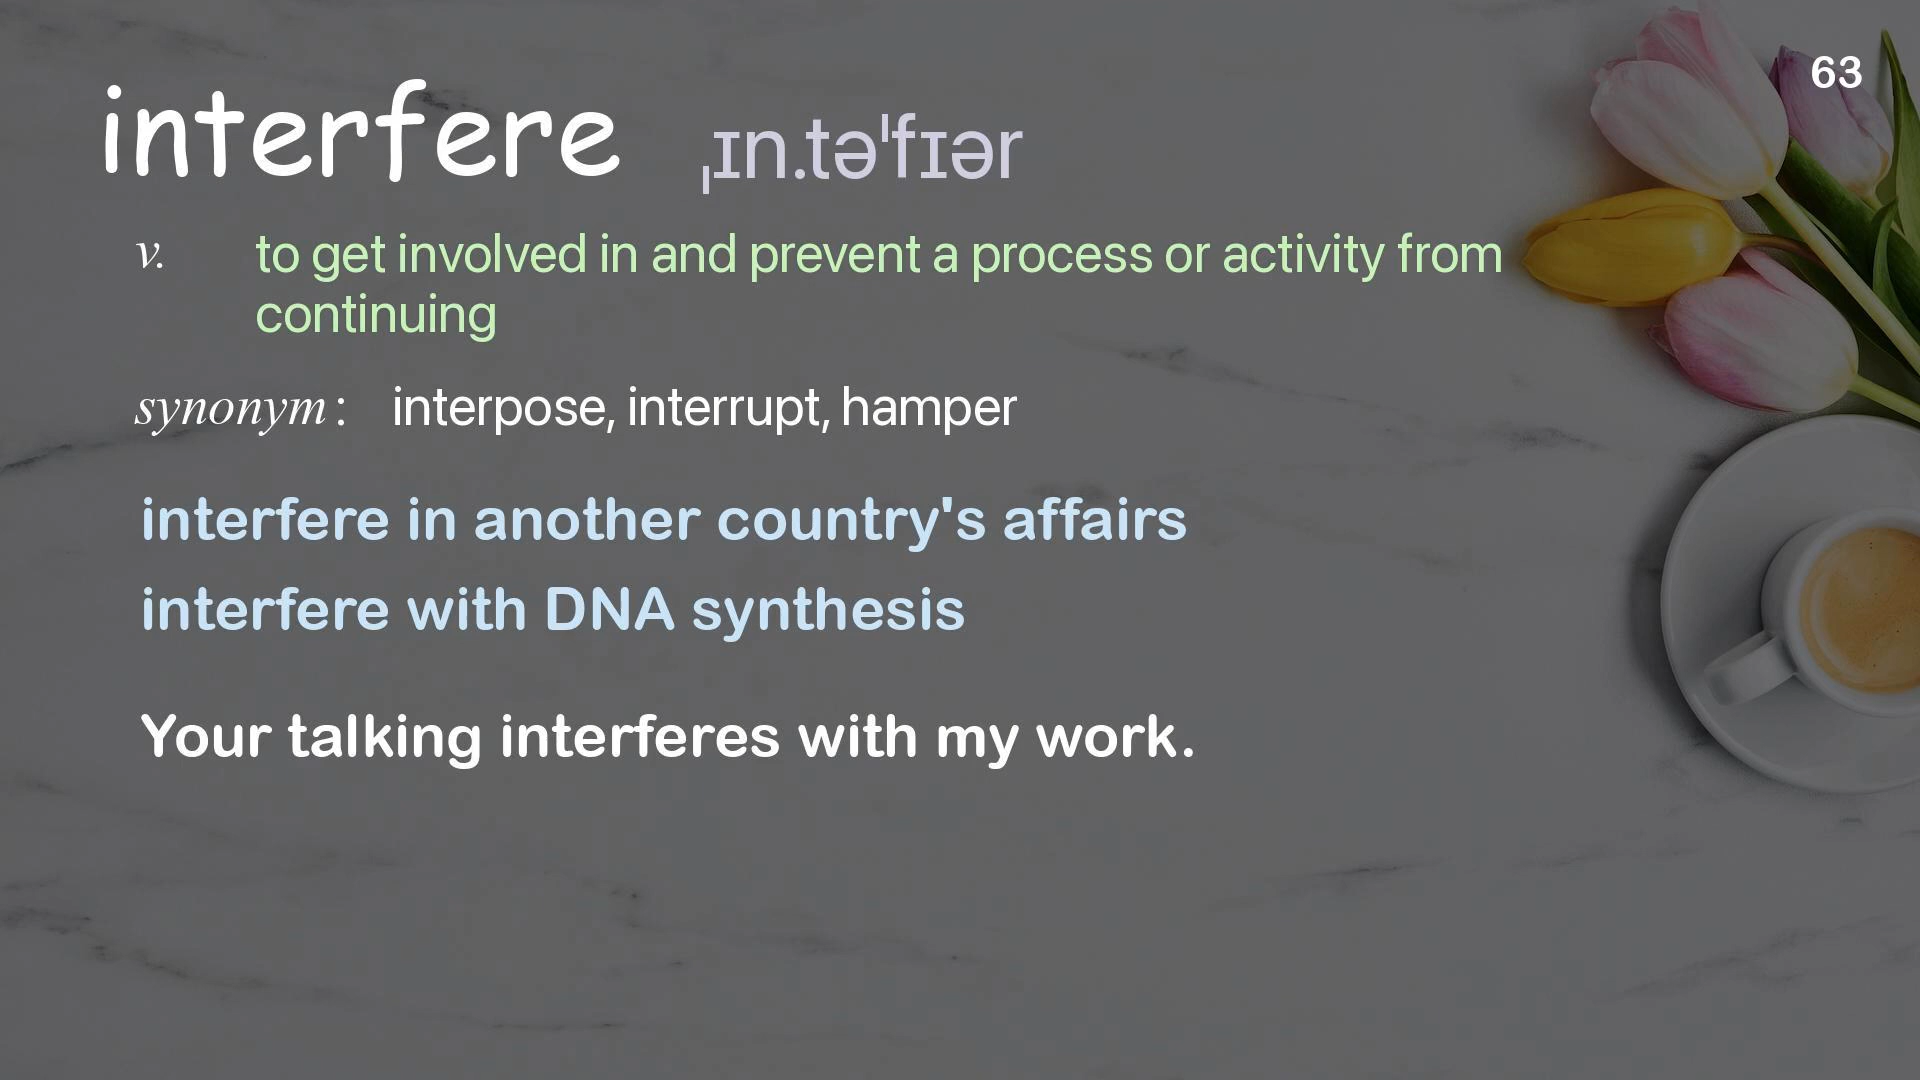 63
interfere ˌɪn.təˈfɪər
v. to get involved in and prevent a process or activity from
continuing
synonym : interpose, interrupt, hamper
interfere in another country's affairs
interfere with DNA synthesis
Your talking interferes with my work.